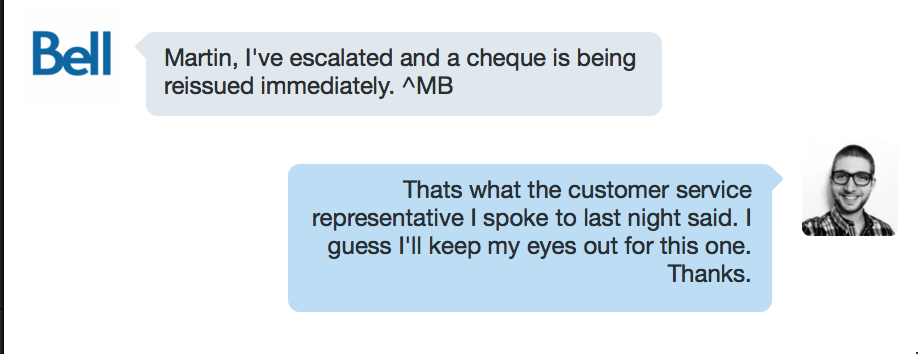 Bell
Martin, I've escalated and a cheque is being
reissued immediately. ^MB
Thats what the customer service
representative I spoke to last night said. I
guess I'll keep my eyes out for this one.
Thanks.